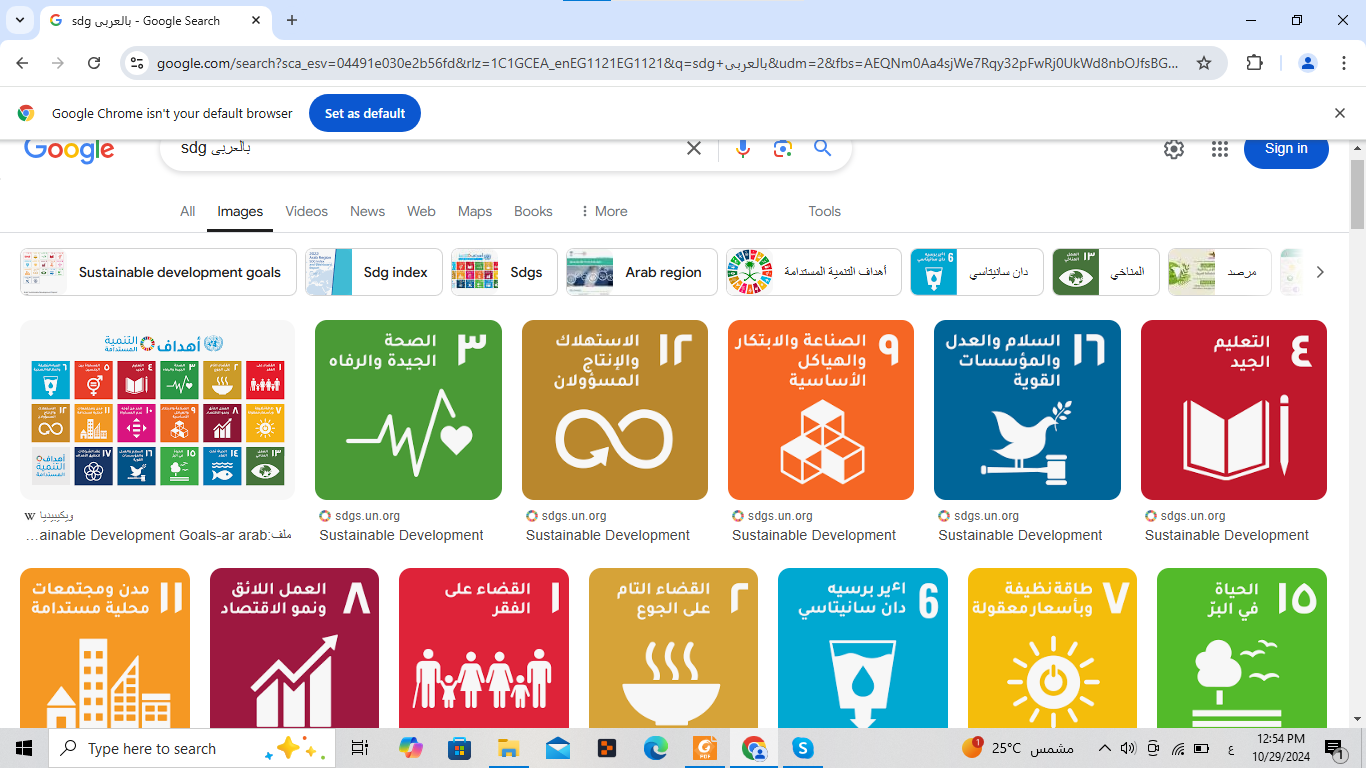 sdg بالعربى - Google Search
google.com/search?sca_esv=04491e030e2b56fd&rlz=1C1GCEA_enEG1121EG1121&q=sdg+بالعربى&udm=2&fbs=AEQNm0Aa4sjWe7Rqy32pFwRj0UkWd8nbOJfsBG...
Google Chrome isn't your default browser
Set as default
Google
sdg بالعربى
Sign in
All Images Videos News Web Maps Books More Tools
Sustainable development goals
Sdg index
Sdgs
Arab region
أهداف التنمية المستدامة
دان سانيتاسي
المناخي
مرصد
أهداف التنمية المستدامة
٣ الصحة
الجيدة والرفاه
١٢ الاستهلاك
والإنتاج
المسؤولان
٩ الصناعة والابتكار
والهياكل
الأساسية
١٦ السلام والعدل
والمؤسسات
القوية
٤ التعليم
الجيد
ويكيبيديا
sdgs.un.org
sdgs.un.org
sdgs.un.org
sdgs.un.org
sdgs.un.org
ملف:ainable Development Goals-ar arab...
Sustainable Development
Sustainable Development
Sustainable Development
Sustainable Development
Sustainable Development
١١ مدن ومجتمعات
محلية مستدامة
٨ العمل اللائق
ونمو الاقتصاد
١ القضاء على
الفقر
٢ القضاء التام
على الجوع
6 اٴير برسيه
دان سانيتاسي
٧ طاقة نظيفة
وبأسعار معقولة
١٥ الحياة
في البرّ
Type here to search
PDF
1
25°C مشمس
ع
12:54 PM
10/29/2024
1